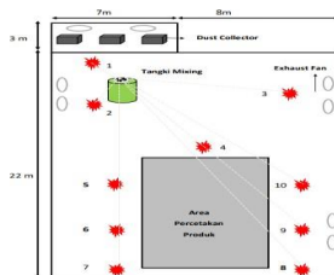 7m 8m
3 m
Dust Collector
1
Tangki Mixing
Exhaust Fan
3
2
4
22 m
5
10
Area
Percetakan
Produk
6
9
7
8